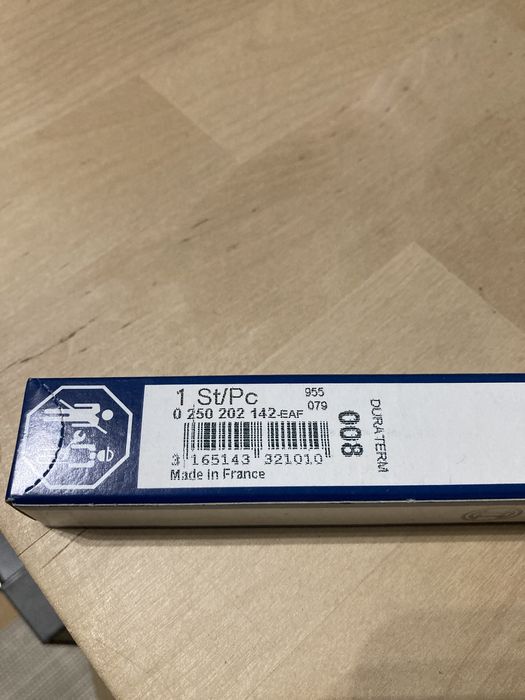 1 St/Pc
955
0 250 202 142-EAF
079
3 165143 321010
Made in France
008
DURATERM